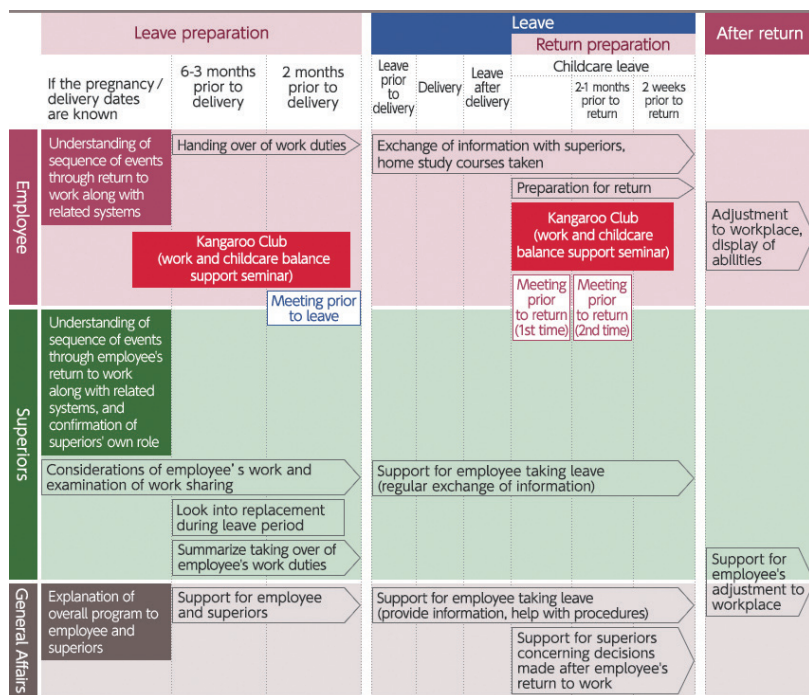 Leave preparation
Leave
Return preparation
After return
If the pregnancy /
delivery dates
are known
6-3 months
prior to
delivery
2 months
prior to
delivery
Leave
prior
to
delivery
Delivery
Leave
after
delivery
Childcare leave
2-1 months
prior to
return
2 weeks
prior to
return
Employee
Understanding of
sequence of events
through return to
work along with
related systems
Handing over of work duties
Exchange of information with superiors,
home study courses taken
Preparation for return
Kangaroo Club
(work and childcare balance
support seminar)
Kangaroo Club
(work and childcare
balance
support seminar)
Adjustment
to workplace,
display of
abilities
Meeting prior
to leave
Meeting
prior
to return
(1st time)
Meeting
prior
to return
(2nd time)
Superiors
Understanding of
sequence of events
through employee's
return to work
along with related
systems, and
confirmation of
superiors' own role
Considerations of employee's work and
examination of work sharing
Support for employee taking leave
(regular exchange of information)
Look into replacement
during leave period
Summarize taking over of
employee's work duties
Support for
employee's
adjustment to
workplace
General Affairs
Explanation of
overall program to
employee and
superiors
Support for employee
and superiors
Support for employee taking leave
(provide information, help with procedures)
Support for superiors
concerning decisions
made after employee's
return to work